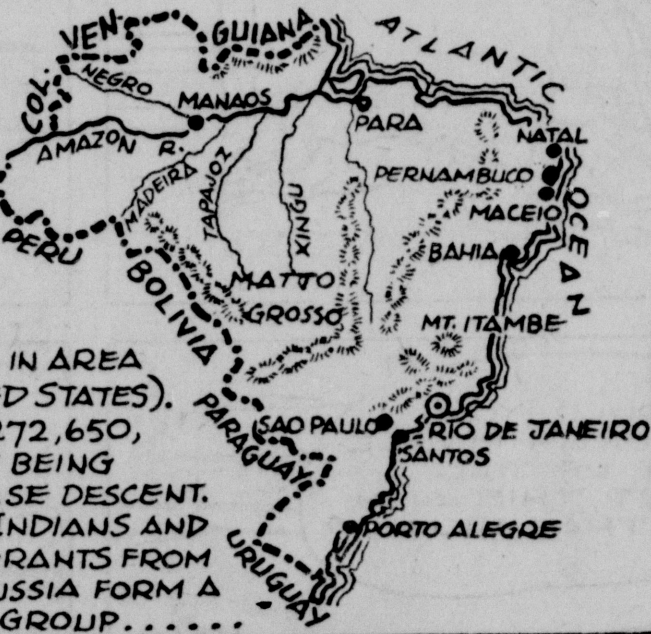 ATLANTIC
VEN.
GUIANA
COL.
NEGRO
MANAOS
PARA
AMAZON R.
NATAL
MADEIRA
TAPAJOZ
XINGU
PERNAMBUCO
MACEIO
OCEAN
PERU
BAHIA
BOLIVIA
MATTO
GROSSO
MT. ITAMBE
IN AREA
D STATES).
272,650,
BEING
SE DESCENT.
INDIANS AND
RANTS FROM
USSIA FORM A
GROUP......
PARAGUAY
SAO PAULO
RIO DE JANEIRO
SANTOS
PORTO ALEGRE
URUGUAY